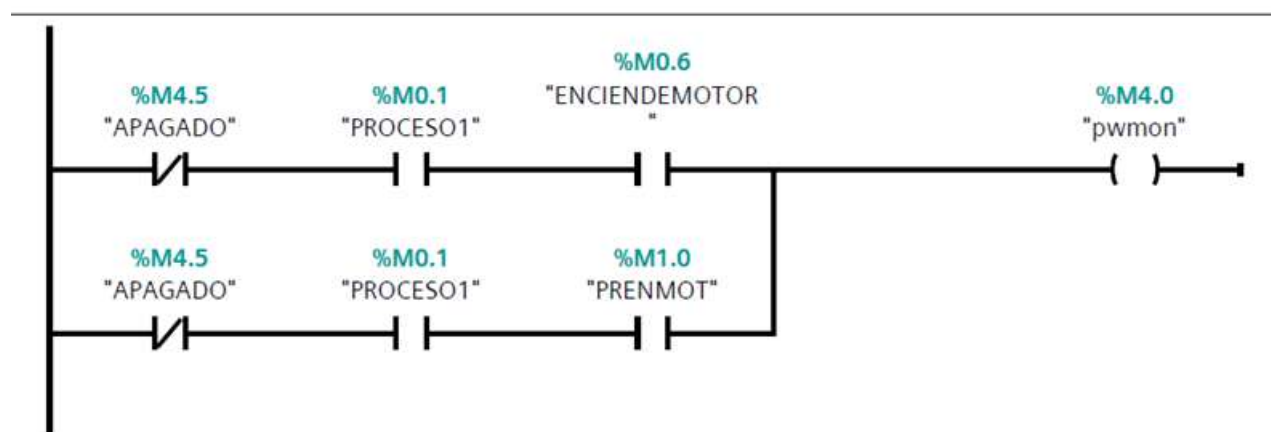 %M4.5
"APAGADO"
%M0.1
"PROCESO1"
%M0.6
"ENCIENDEMOTOR
"
%M4.0
"pwmon"
%M4.5
"APAGADO"
%M0.1
"PROCESO1"
%M1.0
"PRENMOT"